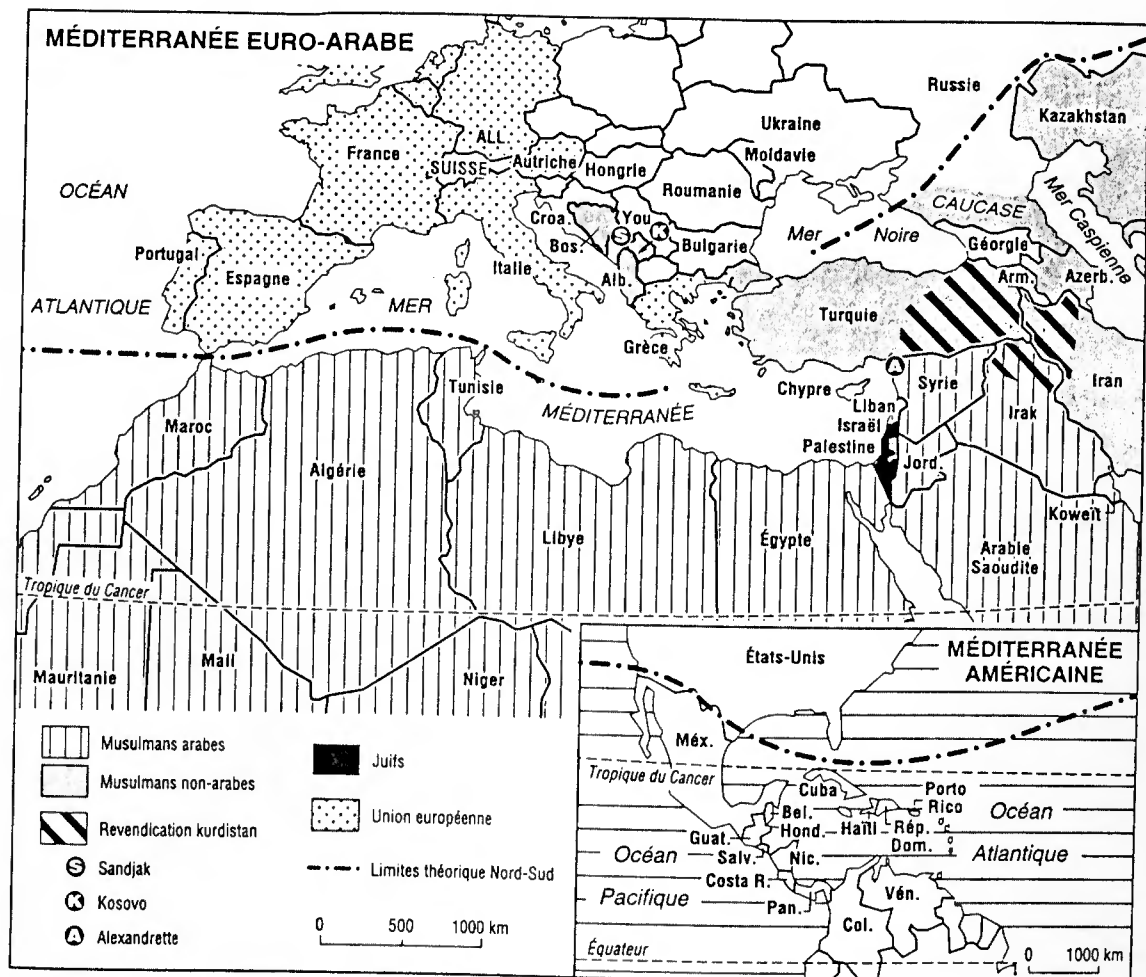 MÉDITERRANÉE EURO-ARABE
Russie
Kazakhstan
Ukraine
Moldavie
ALL.
France
SUISSE
Autriche
Hongrie
Roumanie
OCÉAN
Mer Caspienne
CAUCASE
Croa.
You
S
K
Mer
Noire
Bos.
Bulgarie
Géorgie
Portugal
Espagne
Italie
Alb.
Arm.
Azerb.
ATLANTIQUE
MER
Turquie
Grèce
A
Iran
Tunisie
Chypre
Syrie
MÉDITERRANÉE
Liban
Irak
Maroc
Israël
Palestine
Jord.
Algérie
Koweït
Libye
Égypte
Arabie
Saoudite
Tropique du Cancer
Mauritanie
Mali
Niger
Musulmans arabes
Musulmans non-arabes
Revendication kurdistan
S Sandjak
K Kosovo
A Alexandrette
Juifs
Union européenne
Limites théorique Nord-Sud
0 500 1000 km
MÉDITERRANÉE
AMÉRICAINE
États-Unis
Méx.
Tropique du Cancer
Cuba
Porto
Rico
Océan
Bel.
Guat.
Hond.
Haïti
Rép.
Dom.
Océan
Salv.
Nic.
Atlantique
Costa R.
Pacifique
Pan.
Vén.
Col.
Équateur
0 1000 km